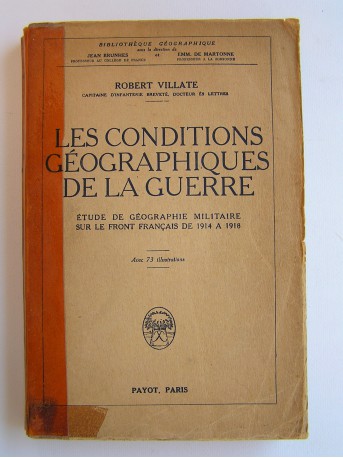 BIBLIOTHÈQUE GÉOGRAPHIQUE
sous la direction de
JEAN BRUNHES et EMM. DE MARTONNE
PROFESSEUR AU COLLÈGE DE FRANCE PROFESSEUR A LA SORBONNE
ROBERT VILLATE
CAPITAINE D'INFANTERIE BREVETÉ, DOCTEUR ÈS LETTRES
LES CONDITIONS
GÉOGRAPHIQUES
DE LA GUERRE
ÉTUDE DE GÉOGRAPHIE MILITAIRE
SUR LE FRONT FRANÇAIS DE 1914 A 1918
Avec 73 illustrations
PAYOT, PARIS